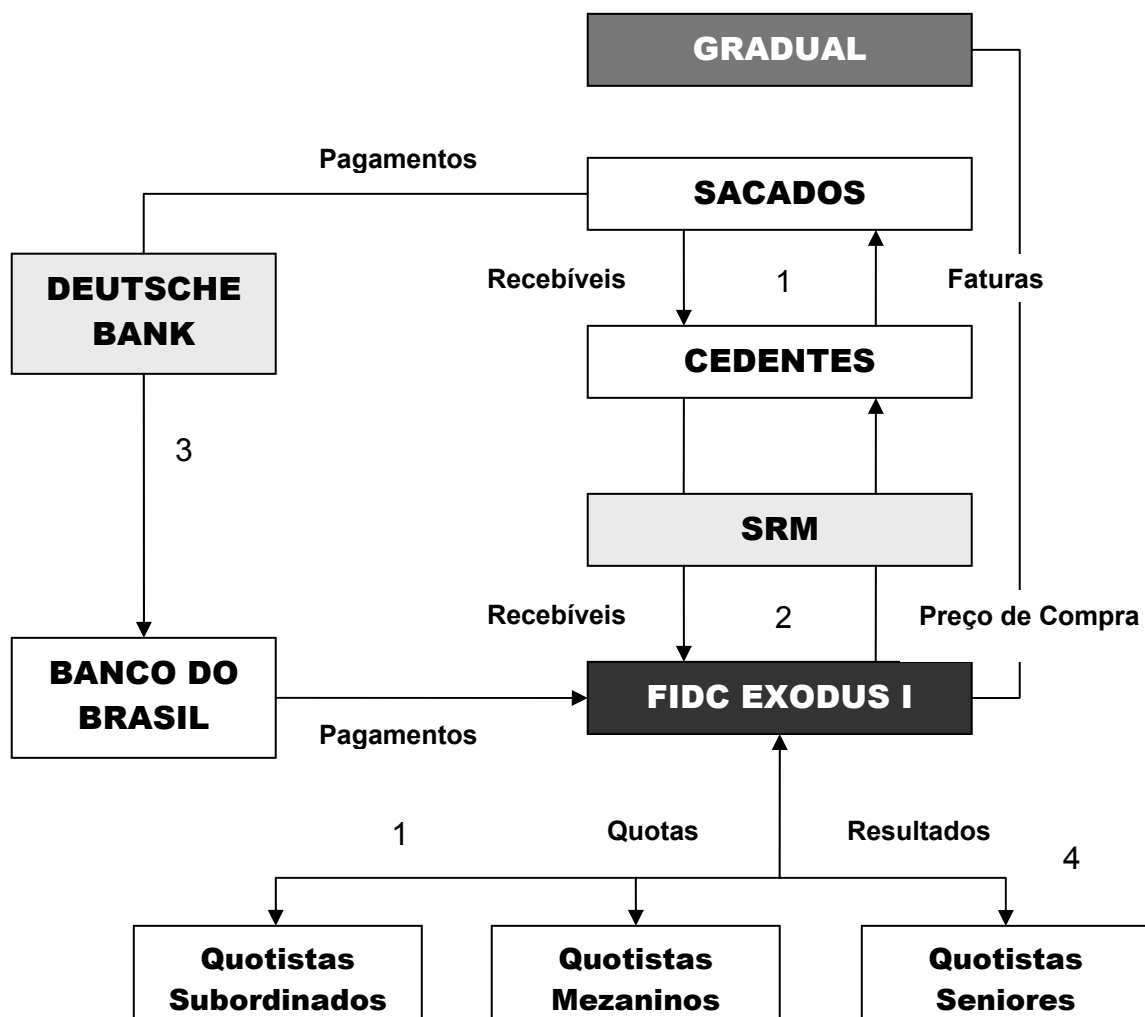 GRADUAL
Pagamentos
SACADOS
DEUTSCHE
BANK
Recebíveis
1
Faturas
CEDENTES
3
SRM
Recebíveis
2
Preço de Compra
BANCO DO
BRASIL
FIDC EXODUS I
Pagamentos
1
Quotas
Resultados
4
Quotistas
Subordinados
Quotistas
Mezaninos
Quotistas
Seniores